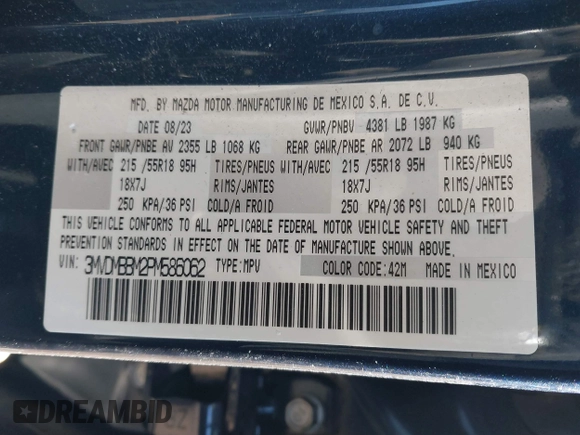 MFD. BY MAZDA MOTOR MANUFACTURING DE MEXICO S.A. DE C.V.
DATE 08/23 GVWR/PNBV 4381 LB 1987 KG
FRONT GAWR/PNBE AV 2355 LB 1068 KG REAR GAWR/PNBE AR 2072 LB 940 KG
WITH/AVEC 215 /55R18 95H TIRES/PNEUS WITH/AVEC 215 /55R18 95H TIRES/PNEUS
18X7J RIMS/JANTES 18X7J RIMS/JANTES
250 KPA/36 PSI COLD/A FROID 250 KPA/36 PSI COLD/A FROID
THIS VEHICLE CONFORMS TO ALL APPLICABLE FEDERAL MOTOR VEHICLE SAFETY AND THEFT
PREVENTION STANDARDS IN EFFECT ON THE DATE OF MANUFACTURE SHOWN ABOVE.
VIN: 3MVDMBBM2PM586062 TYPE:MPV COLOR CODE:42M MADE IN MEXICO
DREAMBID